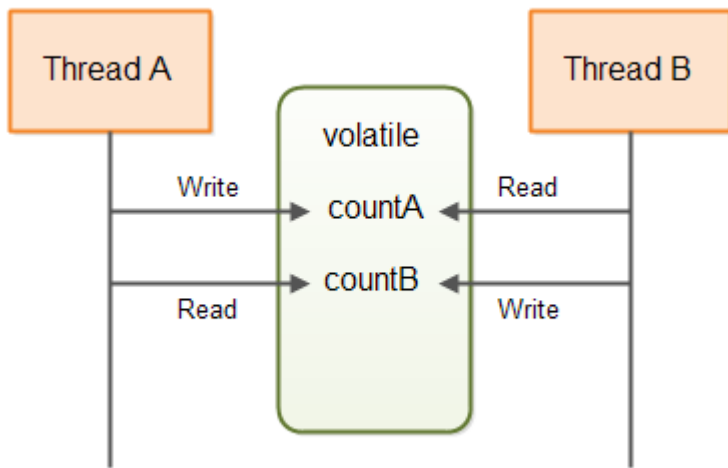 Thread A
Thread B
volatile
Write
countA
Read
countB
Read
Write